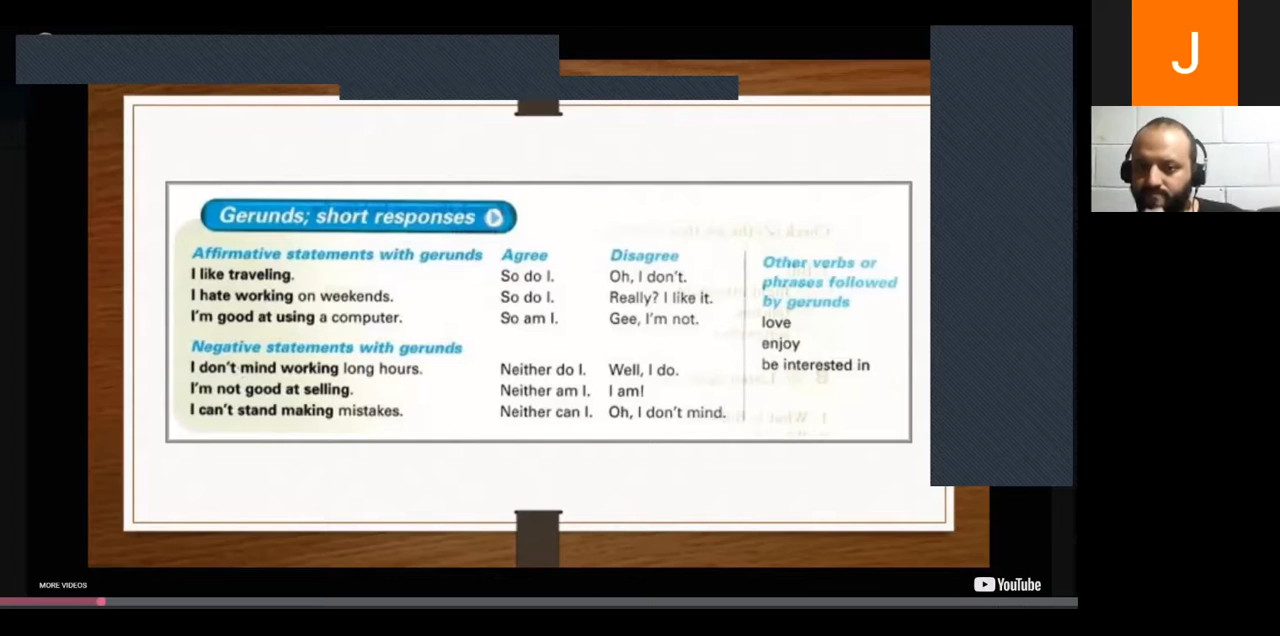 J
Gerunds; short responses
Affirmative statements with gerunds Agree Disagree
I like traveling. So do I. Oh, I don't.
I hate working on weekends. So do I. Really? I like it.
I'm good at using a computer. So am I. Gee, I'm not.
Negative statements with gerunds
I don't mind working long hours. Neither do I. Well, I do.
I'm not good at selling. Neither am I. I am!
I can't stand making mistakes. Neither can I. Oh, I don't mind.
Other verbs or
phrases followed
by gerunds
love
enjoy
be interested in
MORE VIDEOS
YouTube